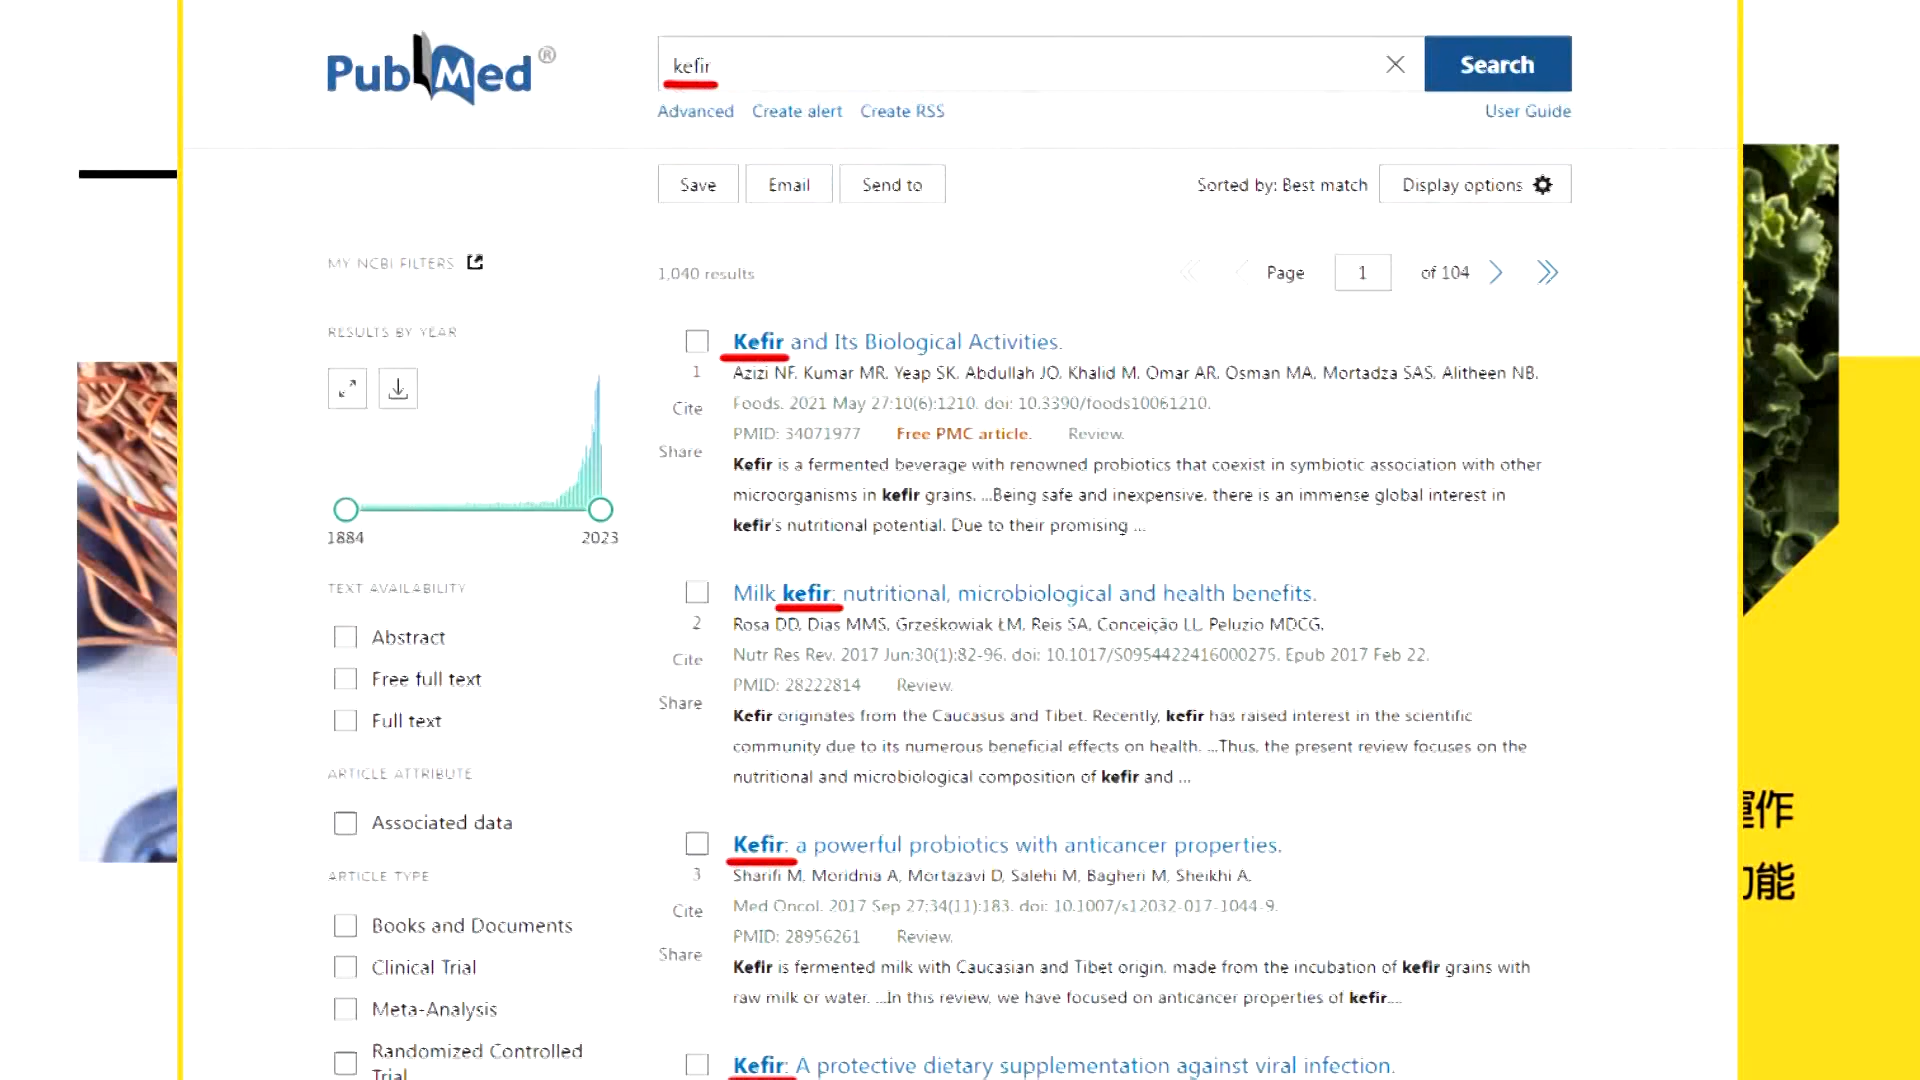 PubMed®
kefir
Search
Advanced Create alert Create RSS
User Guide
Save Email Send to
Sorted by: Best match
Display options
MY NCBI FILTERS
1,040 results
Page 1 of 104
RESULTS BY YEAR
1884
2023
TEXT AVAILABILITY
Abstract
Free full text
Full text
ARTICLE ATTRIBUTE
Associated data
ARTICLE TYPE
Books and Documents
Clinical Trial
Meta-Analysis
Randomized Controlled
Trial
Kefir and Its Biological Activities.
1
Azizi NF, Kumar MR, Yeap SK, Abdullah JO, Khalid M, Omar AR, Osman MA, Mortadza SAS, Alitheen NB.
Cite
Foods. 2021 May 27;10(6):1210. doi: 10.3390/foods10061210.
PMID: 34071977 Free PMC article. Review.
Share
Kefir is a fermented beverage with renowned probiotics that coexist in symbiotic association with other
microorganisms in kefir grains. ...Being safe and inexpensive, there is an immense global interest in
kefir's nutritional potential. Due to their promising ...
Milk kefir: nutritional, microbiological and health benefits.
2
Rosa DD, Dias MMS, Grześkowiak ŁM, Reis SA, Conceição LL, Peluzio MDCG.
Cite
Nutr Res Rev. 2017 Jun;30(1):82-96. doi: 10.1017/S0954422416000275. Epub 2017 Feb 22.
PMID: 28222814 Review.
Share
Kefir originates from the Caucasus and Tibet. Recently, kefir has raised interest in the scientific
community due to its numerous beneficial effects on health. ...Thus, the present review focuses on the
nutritional and microbiological composition of kefir and ...
Kefir: a powerful probiotics with anticancer properties.
3
Sharifi M, Moridnia A, Mortazavi D, Salehi M, Bagheri M, Sheikhi A.
Cite
Med Oncol. 2017 Sep 27;34(11):183. doi: 10.1007/s12032-017-1044-9.
PMID: 28956261 Review.
Share
Kefir is fermented milk with Caucasian and Tibet origin, made from the incubation of kefir grains with
raw milk or water. ...In this review, we have focused on anticancer properties of kefir....
Kefir: A protective dietary supplementation against viral infection.
作
能